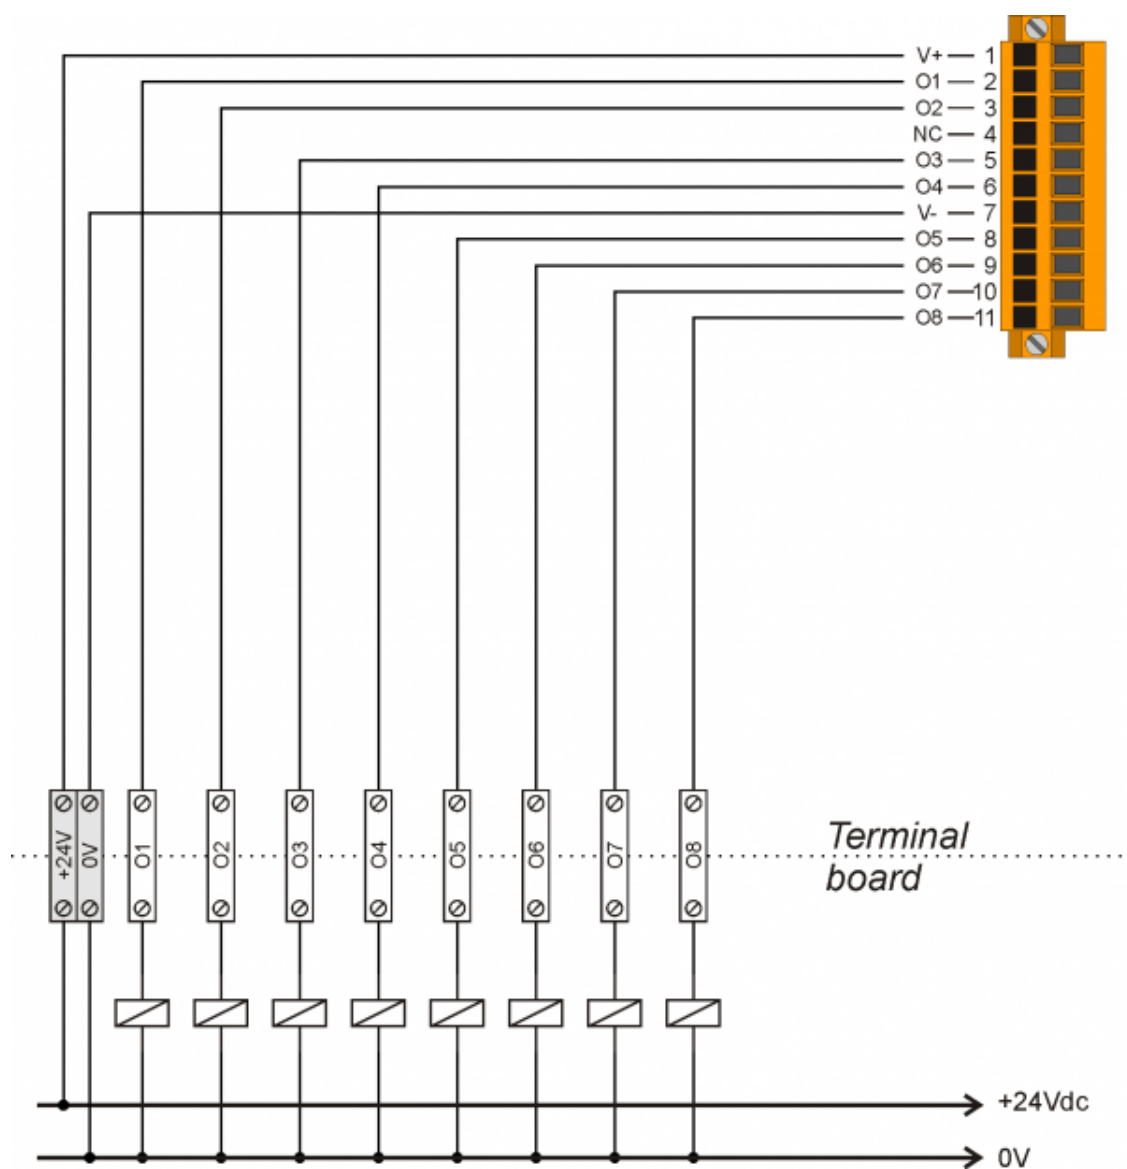 V+ 1
O1 2
O2 3
NC 4
O3 5
O4 6
V- 7
O5 8
O6 9
O7 10
O8 11
+24V 0V O1 O2 O3 O4 O5 O6 O7 O8
Terminal
board
+24Vdc
0V